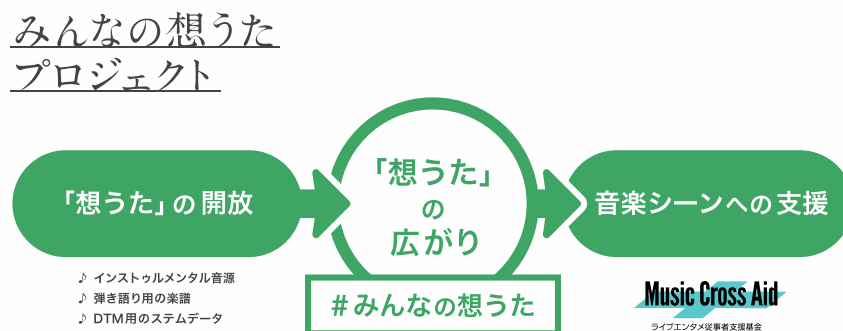 みんなの想うた
プロジェクト
「想うた」の開放
「想うた」
の
広がり
音楽シーンへの支援
♪ インストゥルメンタル音源
♪ 弾き語り用の楽譜
♪ DTM用のステムデータ
#みんなの想うた
Music Cross Aid
ライブエンタメ従事者支援基金